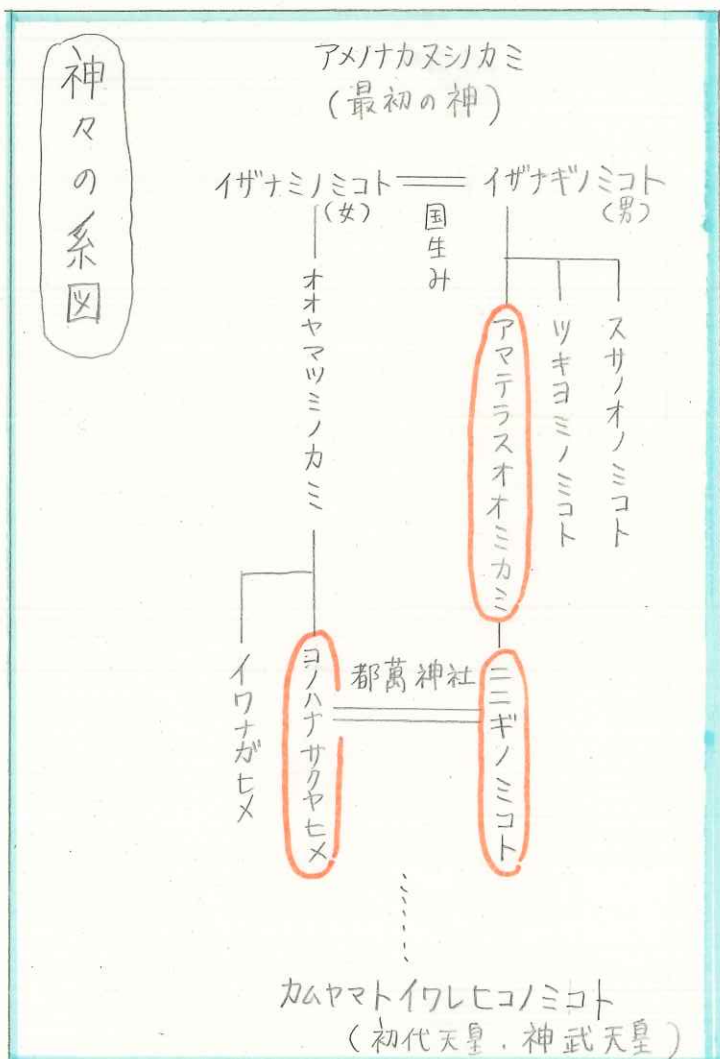 神々の系図
アメノナカヌシノカミ
(最初の神)
イザナミノミコト
(女)
イザナギノミコト
(男)
国生み
スサノオノミコト
ツキヨミノミコト
アマテラスオオミカミ
オオヤマツミノカミ
ニニギノミコト
都萬神社
コノハナサクヤヒメ
イワナガヒメ
カムヤマトイワレヒコノミコト
(初代天皇.神武天皇)